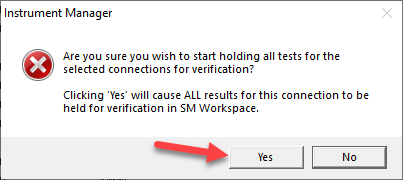 Instrument Manager
Are you sure you wish to start holding all tests for the
selected connections for verification?
Clicking 'Yes' will cause ALL results for this connection to be
held for verification in SM Workspace.
Yes
No